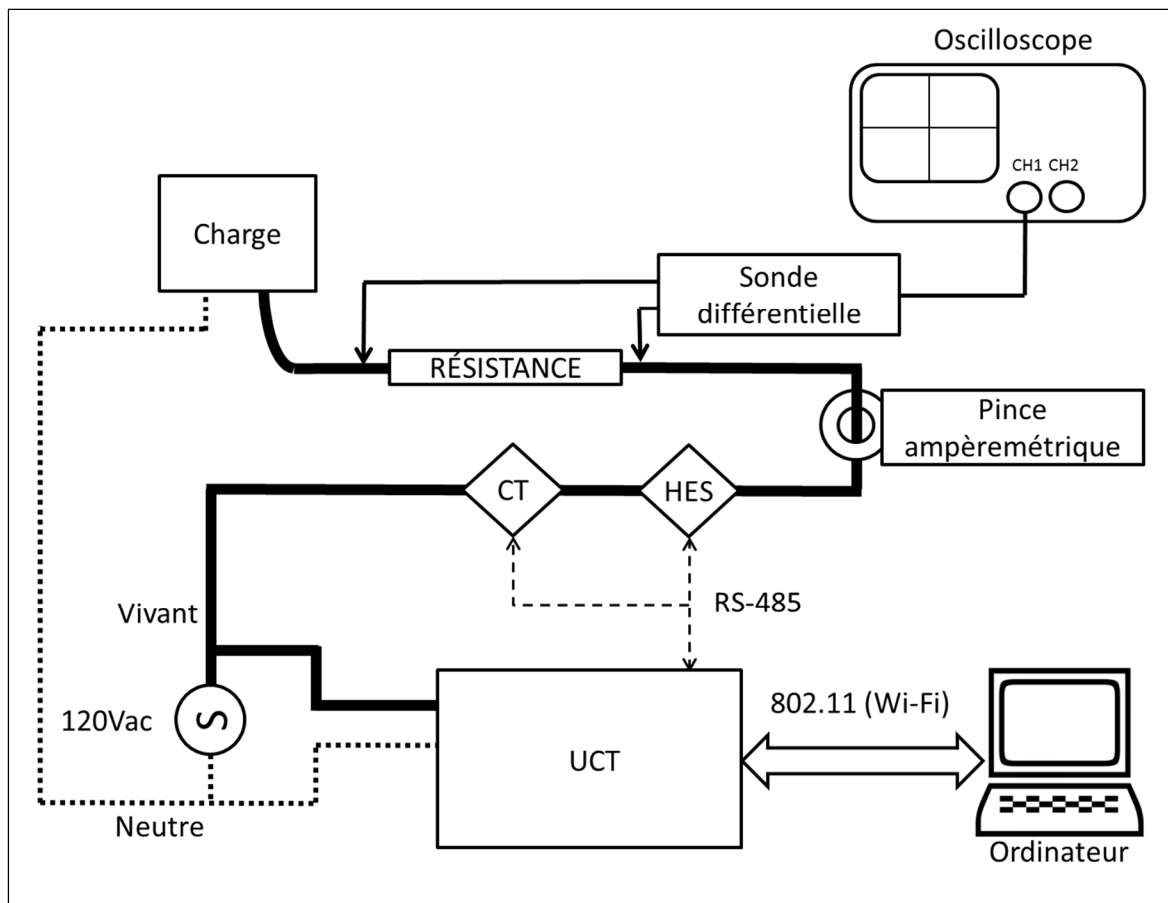 Oscilloscope
CH1 CH2
Charge
Sonde
différentielle
RÉSISTANCE
Pince
ampèremétrique
CT
HES
RS-485
Vivant
120Vac
S
802.11 (Wi-Fi)
UCT
Neutre
Ordinateur